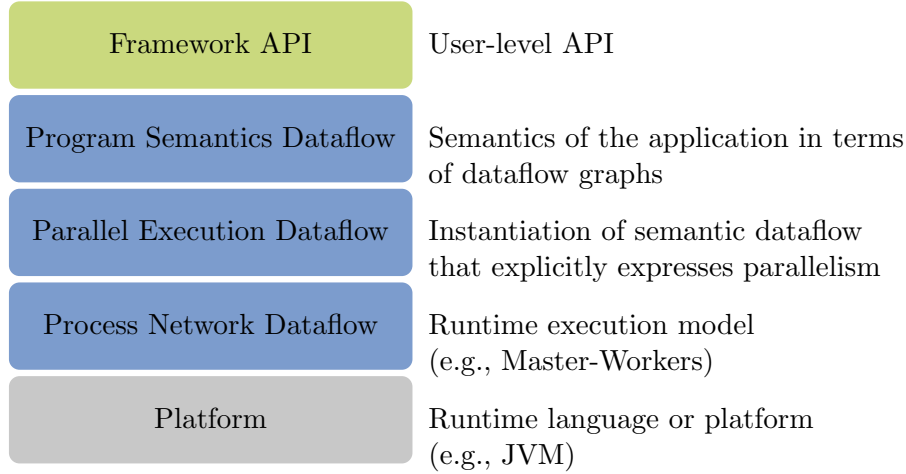 Framework API
User-level API
Program Semantics Dataflow
Semantics of the application in terms
of dataflow graphs
Parallel Execution Dataflow
Instantiation of semantic dataflow
that explicitly expresses parallelism
Process Network Dataflow
Runtime execution model
(e.g., Master-Workers)
Platform
Runtime language or platform
(e.g., JVM)